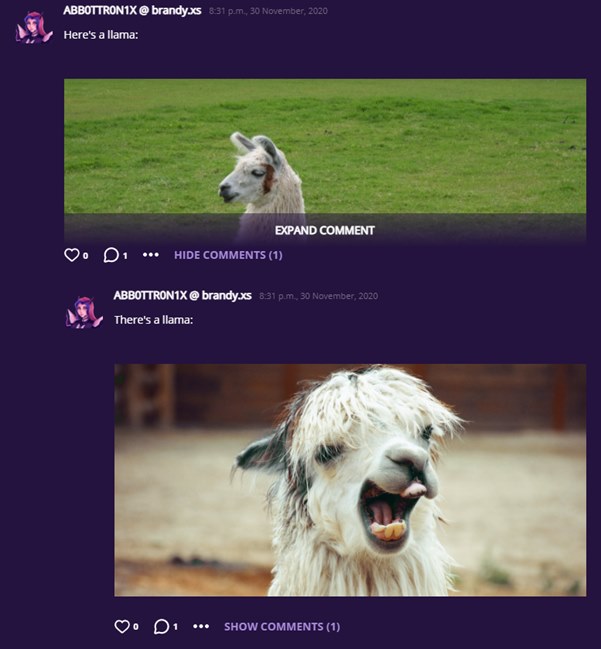 ABB0TTR0N1X @ brandy.xs 8:31 p.m., 30 November, 2020
Here's a llama:
EXPAND COMMENT
0 1 ••• HIDE COMMENTS (1)
ABB0TTR0N1X @ brandy.xs 8:31 p.m., 30 November, 2020
There's a llama:
0 1 ••• SHOW COMMENTS (1)